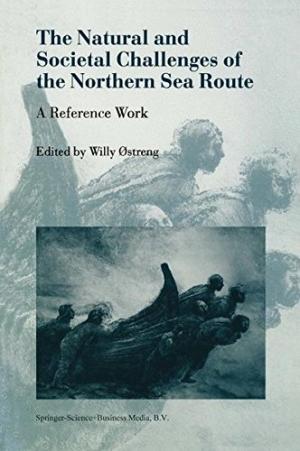 The Natural and
Societal Challenges of
the Northern Sea Route
A Reference Work
Edited by Willy Østreng
Springer-Science+Business Media, B.V.